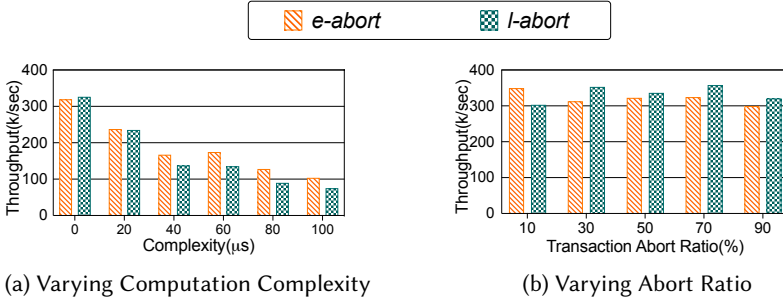 e-abort l-abort
Throughput(k/sec)
400
300
200
100
0
0 20 40 60 80 100
Complexity(μs)
(a) Varying Computation Complexity
Throughput(k/sec)
400
300
200
100
0
10 30 50 70 90
Transaction Abort Ratio(%)
(b) Varying Abort Ratio